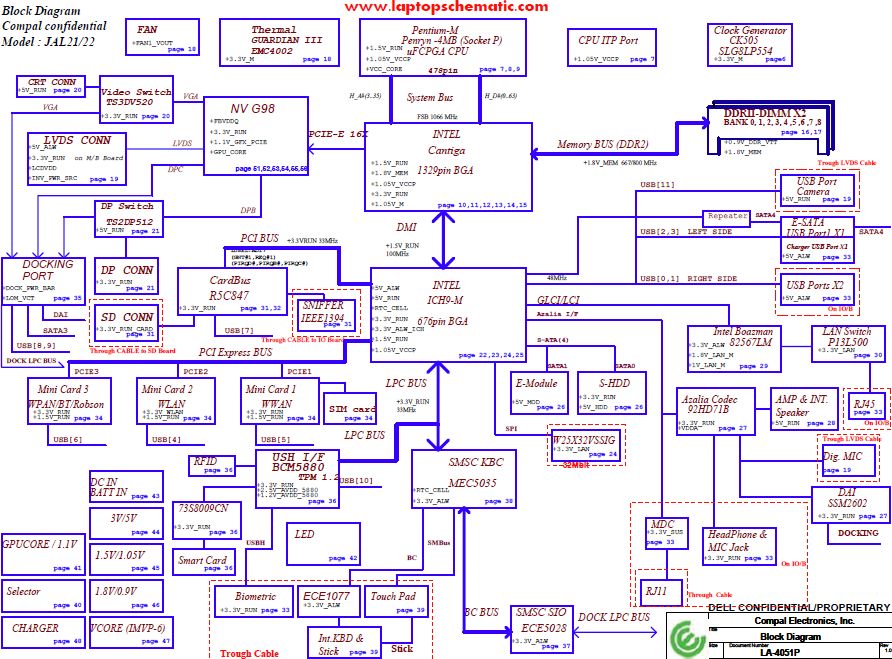 Block Diagram
Compal confidential
Model : JAL21/22
www.laptopschematic.com
FAN
+FAN1_VOUT
page 18
Thermal
GUARDIAN III
EMC4002
+3.3V_M
page 18
Pentium-M
Penryn -4MB (Socket P)
uFCPGA CPU
+1.5V_RUN
+1.05V_VCCP
+VCC_CORE
478pin
page 7,8,9
CPU ITP Port
+1.05V_VCCP
page 7
Clock Generator
CK505
SLG8LP554
+3.3V_M
page6
CRT CONN
+5V_RUN
page 20
VGA
Video Switch
TS3DV520
+3.3V_RUN
page 20
VGA
NV G98
+FBVDDQ
+3.3V_RUN
+1.1V_GFX_PCIE
+GPU_CORE
page 51,52,53,54,55,56
H_A#(3..35)
System Bus
H_D#(0..63)
FSB 1066 MHz
PCIE-E 16X
INTEL
Cantiga
1329pin BGA
+1.5V_RUN
+1.8V_MEM
+1.05V_VCCP
+3.3V_RUN
+1.05V_M
page 10,11,12,13,14,15
Memory BUS (DDR2)
+1.8V_MEM 667/800 MHz
DDRII-DIMM X2
BANK 0, 1, 2, 3, 4, 5, 6, 7, 8
page 16,17
+0.9V_DDR_VTT
+1.8V_MEM
LVDS CONN
+5V_ALW
+3.3V_RUN on M/B Board
+LCDVDD
+INV_PWR_SRC
page 19
LVDS
DPC
DPB
DP Switch
TS2DP512
+5V_RUN
page 21
DMI
+1.5V_RUN
100MHz
Trough LVDS Cable
USB[11]
USB Port
Camera
+5V_RUN
page 19
Repeater
SATA4
USB[2,3] LEFT SIDE
E-SATA
USB Port1 X1
Charger USB Port X1
+5V_ALW
page 33
SATA4
USB[0,1] RIGHT SIDE
USB Ports X2
+5V_ALW
page 33
On IO/B
DOCKING
PORT
+DOCK_PWR_BAR
+LOM_VCT
page 35
DP CONN
+3.3V_RUN
page 21
PCI BUS
+3.3VRUN 33MHz
(GNT#1,REQ#1)
(PIRQ#B,PIRQ#B,PIRQC#)
CardBus
R5C847
+3.3V_RUN
page 31,32
SNIFFER
IEEE1394
page 31
Through CABLE to IO Board
INTEL
ICH9-M
676pin BGA
+5V_ALW
+5V_RUN
+RTC_CELL
+3.3V_RUN
+3.3V_ALW_ICH
+1.5V_RUN
+1.05V_VCCP
page 22,23,24,25
48MHz
GLCI/LCI
Azalia I/F
S-ATA(4)
SATA1
SATA0
DAI
SATA3
USB[8,9]
DOCK LPC BUS
SD CONN
+3.3V_RUN_CARD
page 31
Through CABLE to SD Board
USB[7]
PCI Express BUS
PCIE3
PCIE2
PCIE1
Mini Card 3
WPAN/BT/Robson
+3.3V_RUN
+1.5V_RUN
page 34
USB[6]
Mini Card 2
WLAN
+3.3V_WLAN
+1.5V_RUN
page 34
USB[4]
Mini Card 1
WWAN
+3.3V_RUN
+1.5V_RUN
page 34
USB[5]
SIM card
page 34
LPC BUS
+3.3V_RUN
33MHz
LPC BUS
E-Module
+5V_MOD
page 26
S-HDD
+3.3V_RUN
+5V_HDD
page 26
SPI
W25X32VSSIG
+3.3V_LAN
page 24
32Mbit
Intel Boazman
82567LM
+3.3V_ALW
+1.8V_LAN_M
+1V_LAN_M
page 29
LAN Switch
P13L500
+3.3V_LAN
page 30
RJ45
page 33
On IO/B
Azalia Codec
92HD71B
+3.3V_RUN
+VDDA
page 27
AMP & INT.
Speaker
+5V_RUN
page 28
Trough LVDS Cable
Dig. MIC
page 19
DAI
SSM2602
+3.3V_RUN
page 27
DOCKING
MDC
+3.3V_SUS
page 33
HeadPhone &
MIC Jack
+3.3V_RUN
page 33
On IO/B
RJ11
Through Cable
RFID
page 36
USH I/F
BCM5880
TPM 1.2
+3.3V_RUN
+2.5V_AVDD_5880
+1.2V_AVDD_5880
page 36
USB[10]
USBH
SMSC KBC
MEC5035
+RTC_CELL
+3.3V_ALW
page 38
SMBus
BC
BC BUS
73S8009CN
+3.3V_RUN
page 36
Smart Card
page 36
LED
page 42
Biometric
+3.3V_RUN
page 33
ECE1077
+3.3V_ALW
Touch Pad
page 39
Int.KBD &
Stick
page 39
Stick
Trough Cable
SMSC SIO
ECE5028
+3.3V_ALW
page 37
DOCK LPC BUS
DC IN
BATT IN
page 43
3V/5V
page 44
GPUCORE / 1.1V
page 41
1.5V/1.05V
page 45
Selector
page 40
1.8V/0.9V
page 46
CHARGER
page 48
VCORE (IMVP-6)
page 47
DELL CONFIDENTIAL/PROPRIETARY
Compal Electronics, Inc.
Title
Block Diagram
Size
Document Number
Rev
LA-4051P
1.0